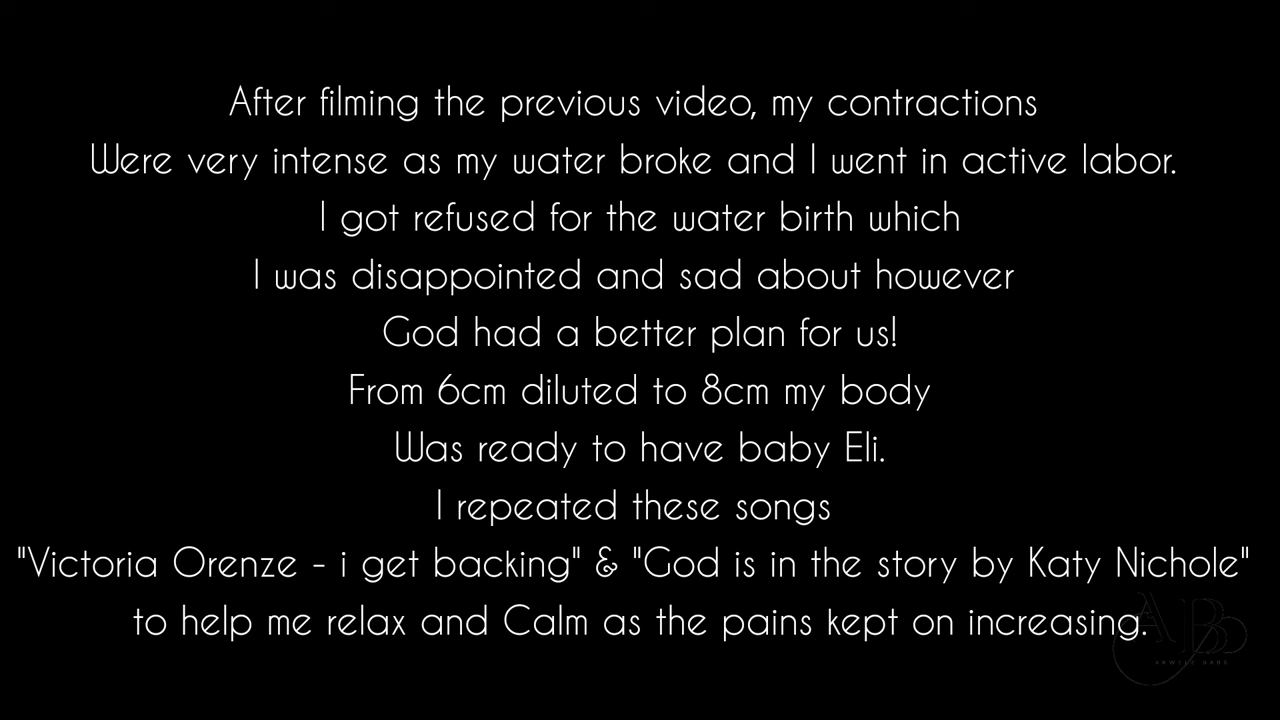 After filming the previous video, my contractions
Were very intense as my water broke and I went in active labor.
I got refused for the water birth which
I was disappointed and sad about however
God had a better plan for us!
From 6cm diluted to 8cm my body
Was ready to have baby Eli.
I repeated these songs
"Victoria Orenze - i get backing" & "God is in the story by Katy Nichole"
to help me relax and Calm as the pains kept on increasing.